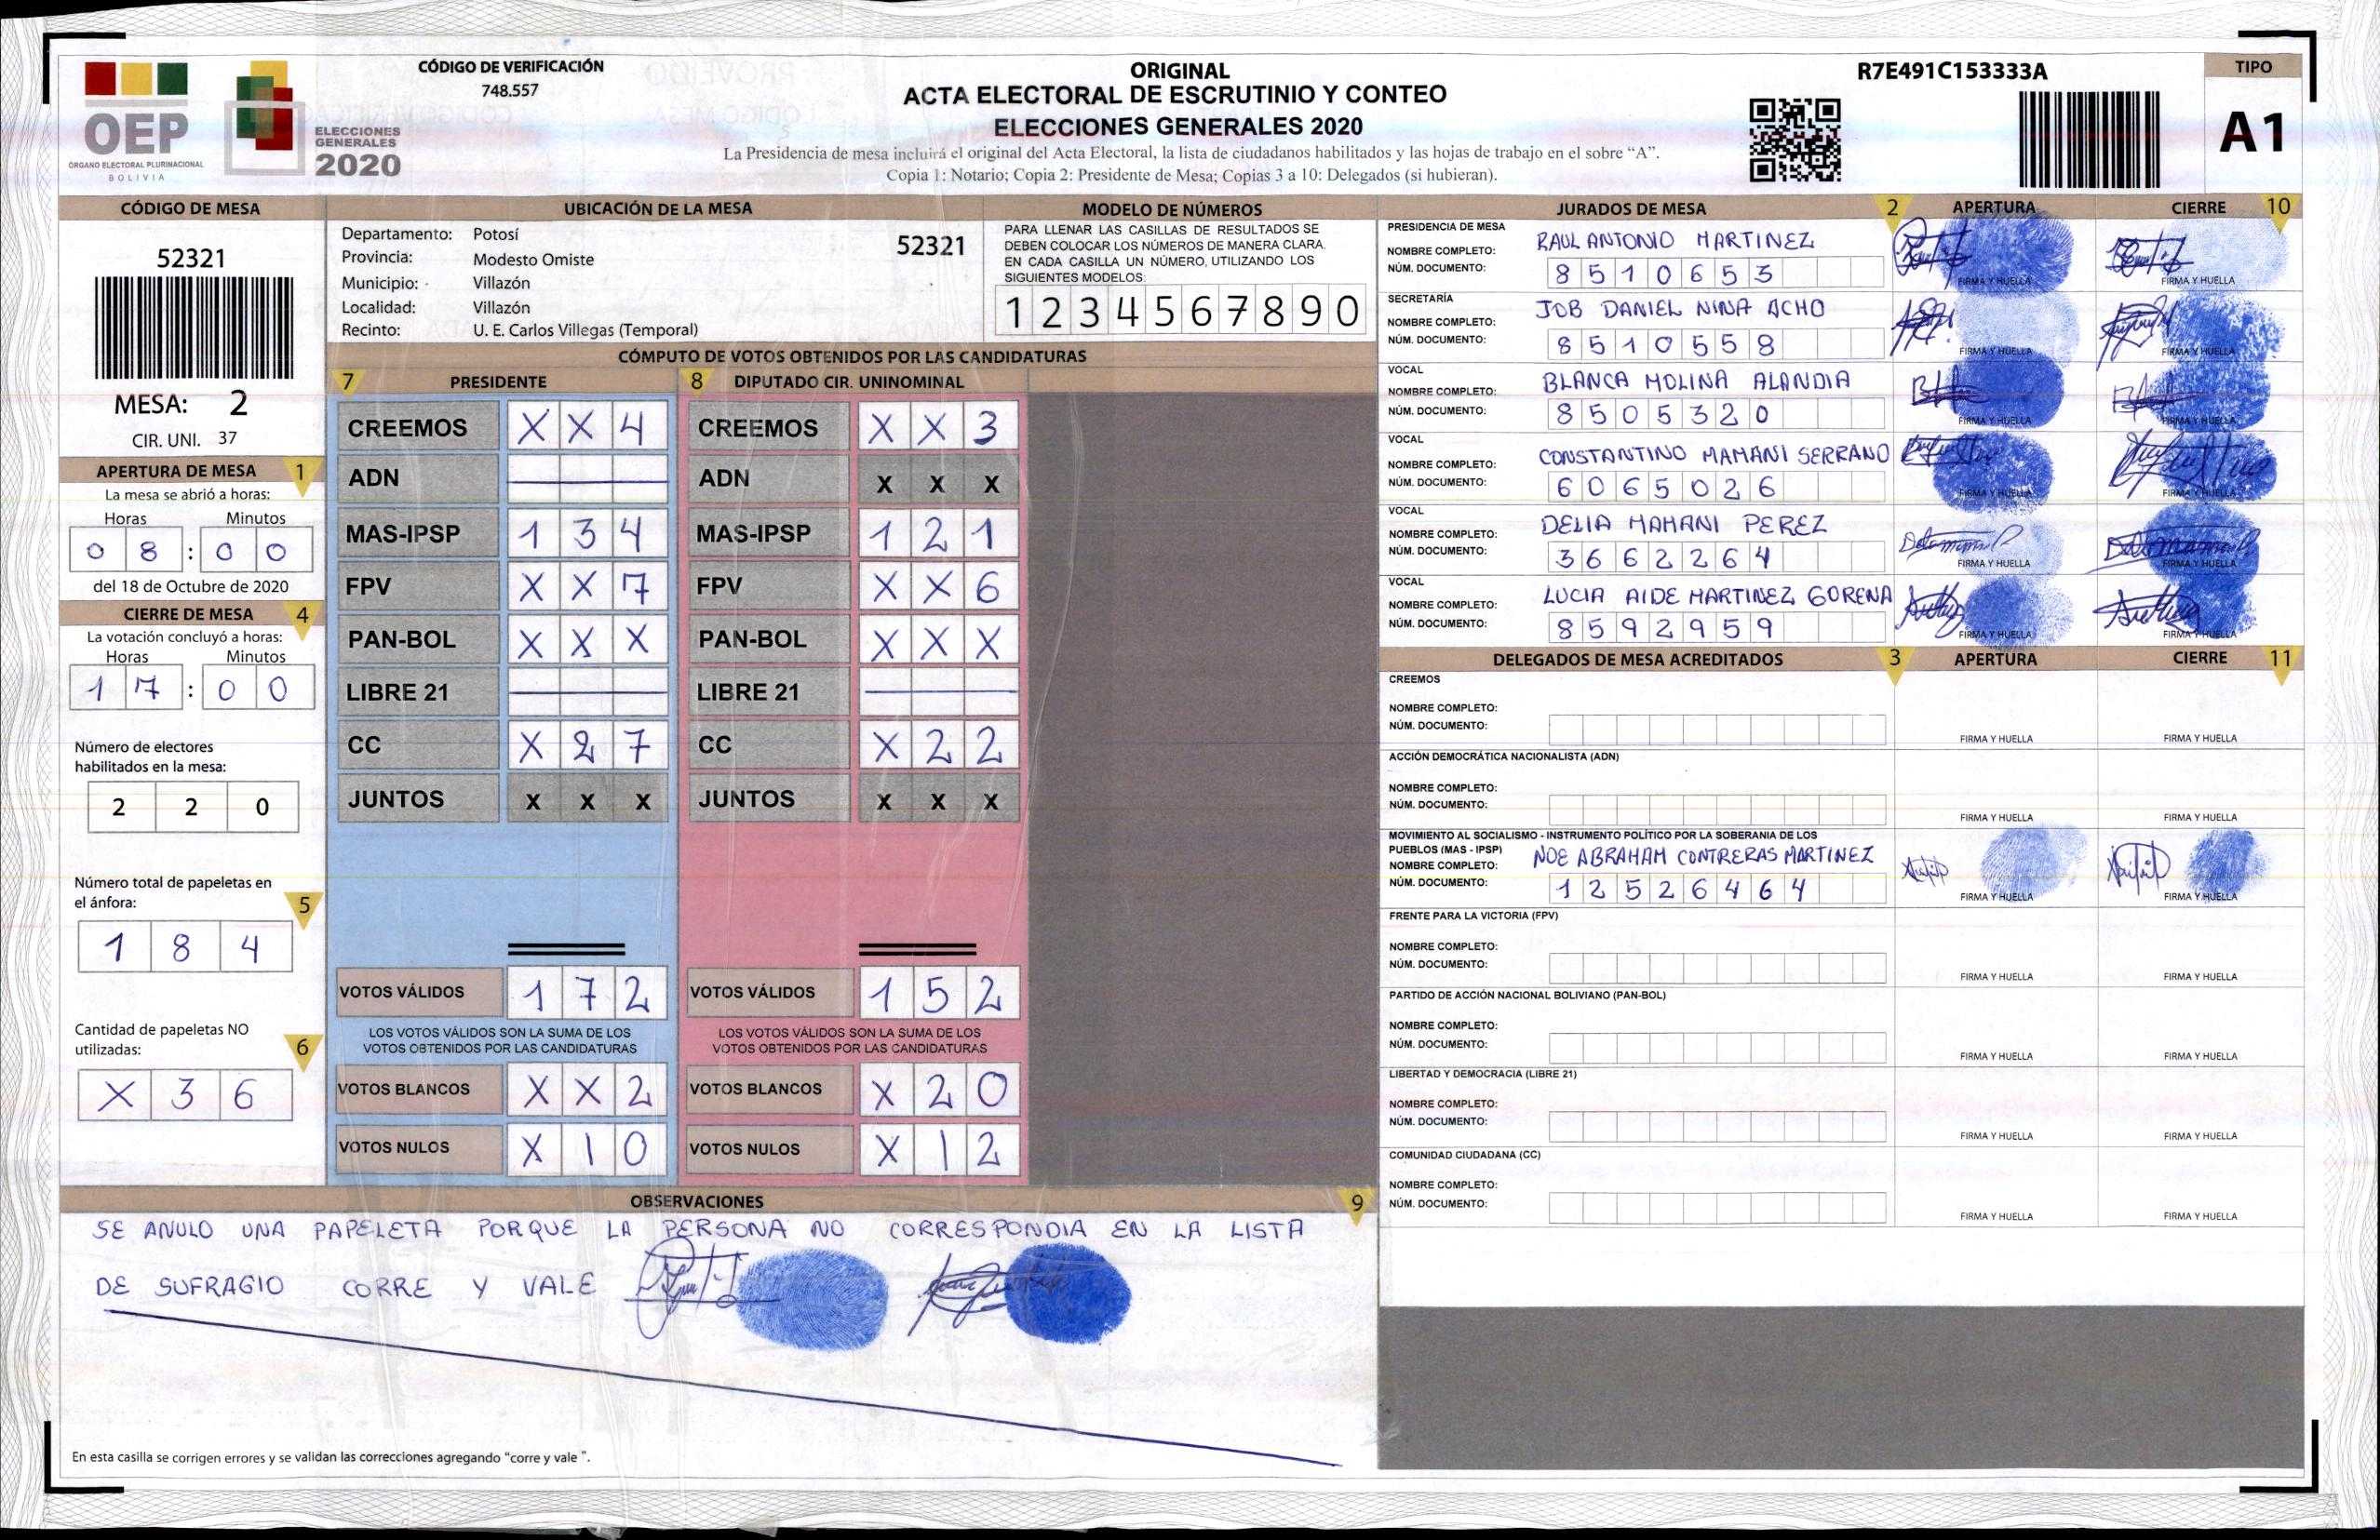 OEP
ÓRGANO ELECTORAL PLURINACIONAL
BOLIVIA
ELECCIONES
GENERALES
2020
CÓDIGO DE VERIFICACIÓN
748.557
ORIGINAL
ACTA ELECTORAL DE ESCRUTINIO Y CONTEO
ELECCIONES GENERALES 2020
La Presidencia de mesa incluirá el original del Acta Electoral, la lista de ciudadanos habilitados y las hojas de trabajo en el sobre “A”.
Copia 1: Notario; Copia 2: Presidente de Mesa; Copias 3 a 10: Delegados (si hubieran).
R7E491C153333A
TIPO
A1
CÓDIGO DE MESA
52321
MESA: 2
CIR. UNI. 37
APERTURA DE MESA 1
La mesa se abrió a horas:
Horas Minutos
0 8 : 0 0
del 18 de Octubre de 2020
CIERRE DE MESA 4
La votación concluyó a horas:
Horas Minutos
1 7 : 0 0
Número de electores
habilitados en la mesa:
2 2 0
Número total de papeletas en
el ánfora: 5
1 8 4
Cantidad de papeletas NO
utilizadas: 6
X 3 6
UBICACIÓN DE LA MESA
Departamento: Potosí
Provincia: Modesto Omiste
Municipio: Villazón
Localidad: Villazón
Recinto: U. E. Carlos Villegas (Temporal)
52321
MODELO DE NÚMEROS
PARA LLENAR LAS CASILLAS DE RESULTADOS SE
DEBEN COLOCAR LOS NÚMEROS DE MANERA CLARA.
EN CADA CASILLA UN NÚMERO, UTILIZANDO LOS
SIGUIENTES MODELOS:
1 2 3 4 5 6 7 8 9 0
CÓMPUTO DE VOTOS OBTENIDOS POR LAS CANDIDATURAS
7 PRESIDENTE
CREEMOS X X 4
ADN
MAS-IPSP 1 3 4
FPV X X 7
PAN-BOL X X X
LIBRE 21
CC X 2 7
JUNTOS X X X
VOTOS VÁLIDOS 1 7 2
LOS VOTOS VÁLIDOS SON LA SUMA DE LOS
VOTOS OBTENIDOS POR LAS CANDIDATURAS
VOTOS BLANCOS X X 2
VOTOS NULOS X 1 0
8 DIPUTADO CIR. UNINOMINAL
CREEMOS X X 3
ADN X X X
MAS-IPSP 1 2 1
FPV X X 6
PAN-BOL X X X
LIBRE 21
CC X 2 2
JUNTOS X X X
VOTOS VÁLIDOS 1 5 2
LOS VOTOS VÁLIDOS SON LA SUMA DE LOS
VOTOS OBTENIDOS POR LAS CANDIDATURAS
VOTOS BLANCOS X 2 0
VOTOS NULOS X 1 2
OBSERVACIONES 9
SE ANULO UNA PAPELETA PORQUE LA PERSONA NO CORRESPONDIA EN LA LISTA
DE SUFRAGIO CORRE Y VALE
En esta casilla se corrigen errores y se validan las correcciones agregando “corre y vale”.
JURADOS DE MESA 2 APERTURA CIERRE 10
PRESIDENCIA DE MESA
NOMBRE COMPLETO: RAUL ANTONIO MARTINEZ
NÚM. DOCUMENTO: 8 5 1 0 6 5 3
FIRMA Y HUELLA FIRMA Y HUELLA
SECRETARÍA
NOMBRE COMPLETO: JOB DANIEL NINA ACHO
NÚM. DOCUMENTO: 8 5 1 0 5 5 8
FIRMA Y HUELLA FIRMA Y HUELLA
VOCAL
NOMBRE COMPLETO: BLANCA MOLINA ALANDIA
NÚM. DOCUMENTO: 8 5 0 5 3 2 0
FIRMA Y HUELLA FIRMA Y HUELLA
VOCAL
NOMBRE COMPLETO: CONSTANTINO MAMANI SERRANO
NÚM. DOCUMENTO: 6 0 6 5 0 2 6
FIRMA Y HUELLA FIRMA Y HUELLA
VOCAL
NOMBRE COMPLETO: DELIA MAMANI PEREZ
NÚM. DOCUMENTO: 3 6 6 2 2 6 4
FIRMA Y HUELLA FIRMA Y HUELLA
VOCAL
NOMBRE COMPLETO: LUCIA AIDE MARTINEZ GORENA
NÚM. DOCUMENTO: 8 5 9 2 9 5 9
FIRMA Y HUELLA FIRMA Y HUELLA
DELEGADOS DE MESA ACREDITADOS 3 APERTURA CIERRE 11
CREEMOS
NOMBRE COMPLETO:
NÚM. DOCUMENTO:
FIRMA Y HUELLA FIRMA Y HUELLA
ACCIÓN DEMOCRÁTICA NACIONALISTA (ADN)
NOMBRE COMPLETO:
NÚM. DOCUMENTO:
FIRMA Y HUELLA FIRMA Y HUELLA
MOVIMIENTO AL SOCIALISMO - INSTRUMENTO POLÍTICO POR LA SOBERANIA DE LOS
PUEBLOS (MAS - IPSP)
NOMBRE COMPLETO: NOE ABRAHAM CONTRERAS MARTINEZ
NÚM. DOCUMENTO: 1 2 5 2 6 4 6 4
FIRMA Y HUELLA FIRMA Y HUELLA
FRENTE PARA LA VICTORIA (FPV)
NOMBRE COMPLETO:
NÚM. DOCUMENTO:
FIRMA Y HUELLA FIRMA Y HUELLA
PARTIDO DE ACCIÓN NACIONAL BOLIVIANO (PAN-BOL)
NOMBRE COMPLETO:
NÚM. DOCUMENTO:
FIRMA Y HUELLA FIRMA Y HUELLA
LIBERTAD Y DEMOCRACIA (LIBRE 21)
NOMBRE COMPLETO:
NÚM. DOCUMENTO:
FIRMA Y HUELLA FIRMA Y HUELLA
COMUNIDAD CIUDADANA (CC)
NOMBRE COMPLETO:
NÚM. DOCUMENTO:
FIRMA Y HUELLA FIRMA Y HUELLA